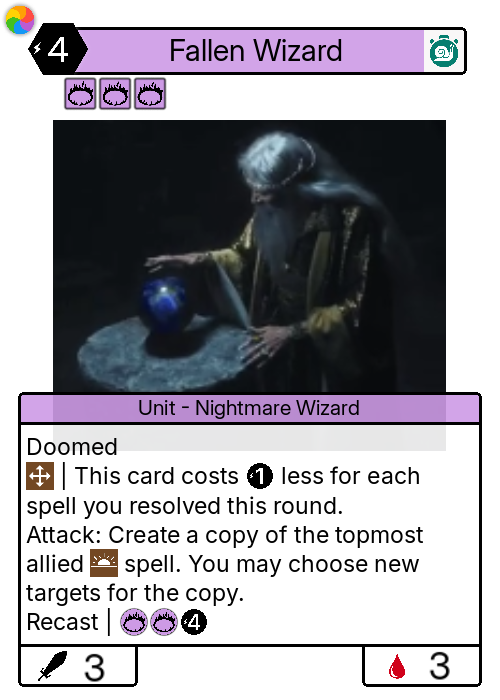 4
Fallen Wizard
Unit - Nightmare Wizard
Doomed
| This card costs 1 less for each
spell you resolved this round.
Attack: Create a copy of the topmost
allied spell. You may choose new
targets for the copy.
Recast | 4
3
3